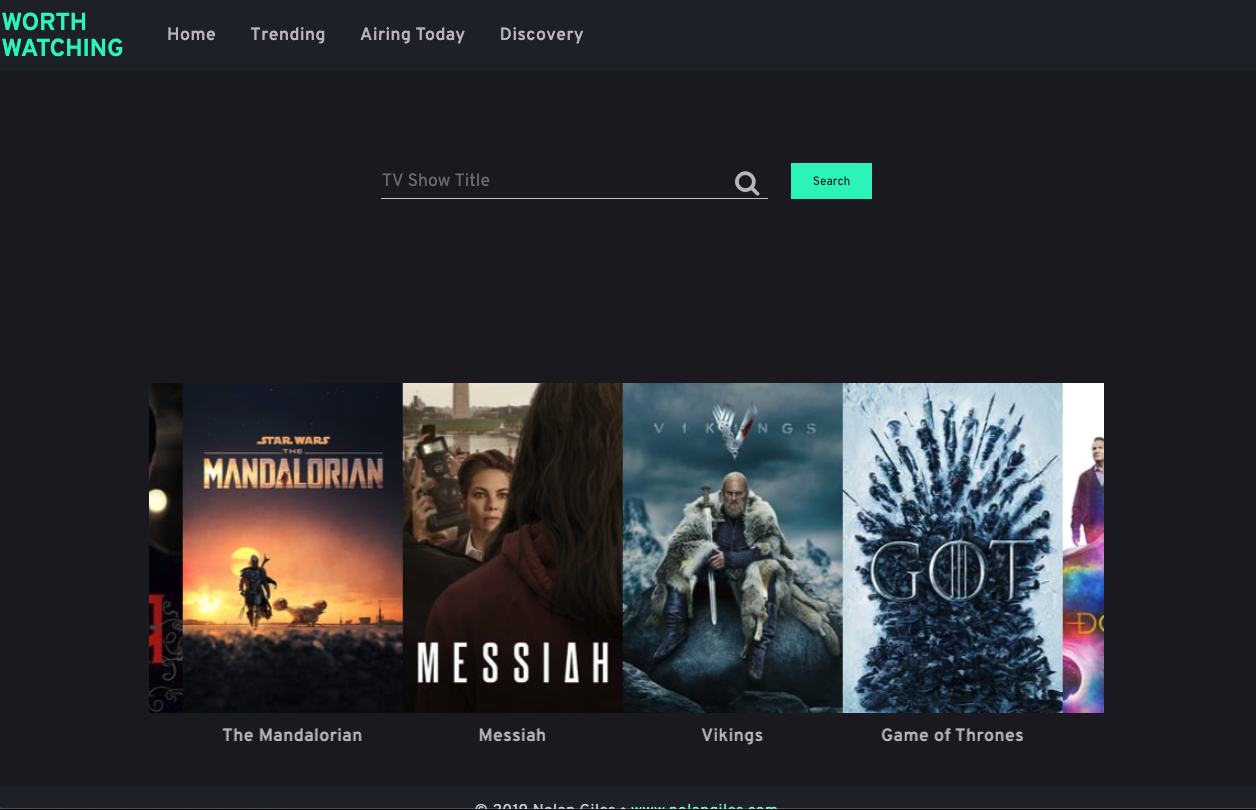 WORTH
WATCHING
Home
Trending
Airing Today
Discovery
TV Show Title
Search
STAR WARS
THE
MANDALORIAN
MESSIAH
VIKINGS
GOT
The Mandalorian
Messiah
Vikings
Game of Thrones
© 2019 Nolan Giles • www.nolangiles.com